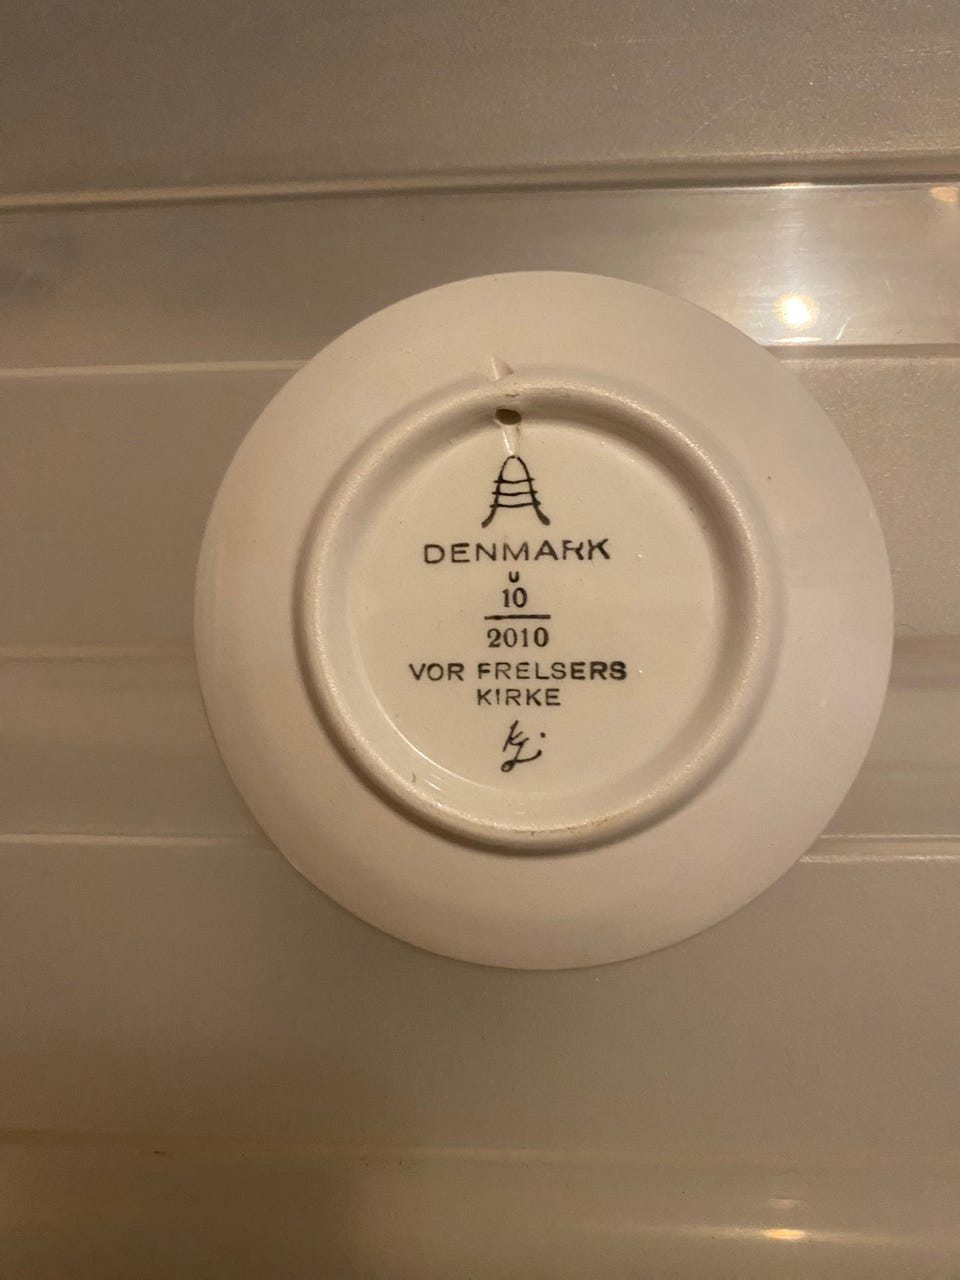 DENMARK
U
10
2010
VOR FRELSERS
KIRKE